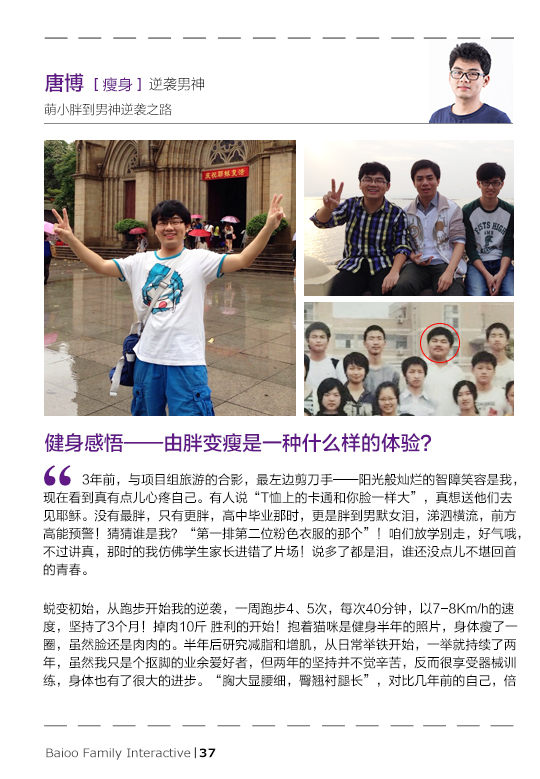 唐博 [ 瘦身 ] 逆袭男神
萌小胖到男神逆袭之路
庆祝耶稣复活
健身感悟——由胖变瘦是一种什么样的体验?
3年前，与项目组旅游的合影，最左边剪刀手——阳光般灿烂的智障笑容是我，
现在看到真有点儿心疼自己。有人说“T恤上的卡通和你脸一样大”，真想送他们去
见耶稣。没有最胖，只有更胖，高中毕业那时，更是胖到男默女泪，涕泗横流，前方
高能预警！猜猜谁是我？“第一排第二位粉色衣服的那个”！咱们放学别走，好气哦，
不过讲真，那时的我仿佛学生家长进错了片场！说多了都是泪，谁还没点儿不堪回首
的青春。
蜕变初始，从跑步开始我的逆袭，一周跑步4、5次，每次40分钟，以7-8Km/h的速
度，坚持了3个月！掉肉10斤 胜利的开始！抱着猫咪是健身半年的照片，身体瘦了一
圈，虽然脸还是肉肉的。半年后研究减脂和增肌，从日常举铁开始，一举就持续了两
年，虽然我只是个抠脚的业余爱好者，但两年的坚持并不觉辛苦，反而很享受器械训
练，身体也有了很大的进步。“胸大显腰细，臀翘衬腿长”，对比几年前的自己，倍
Baioo Family Interactive | 37